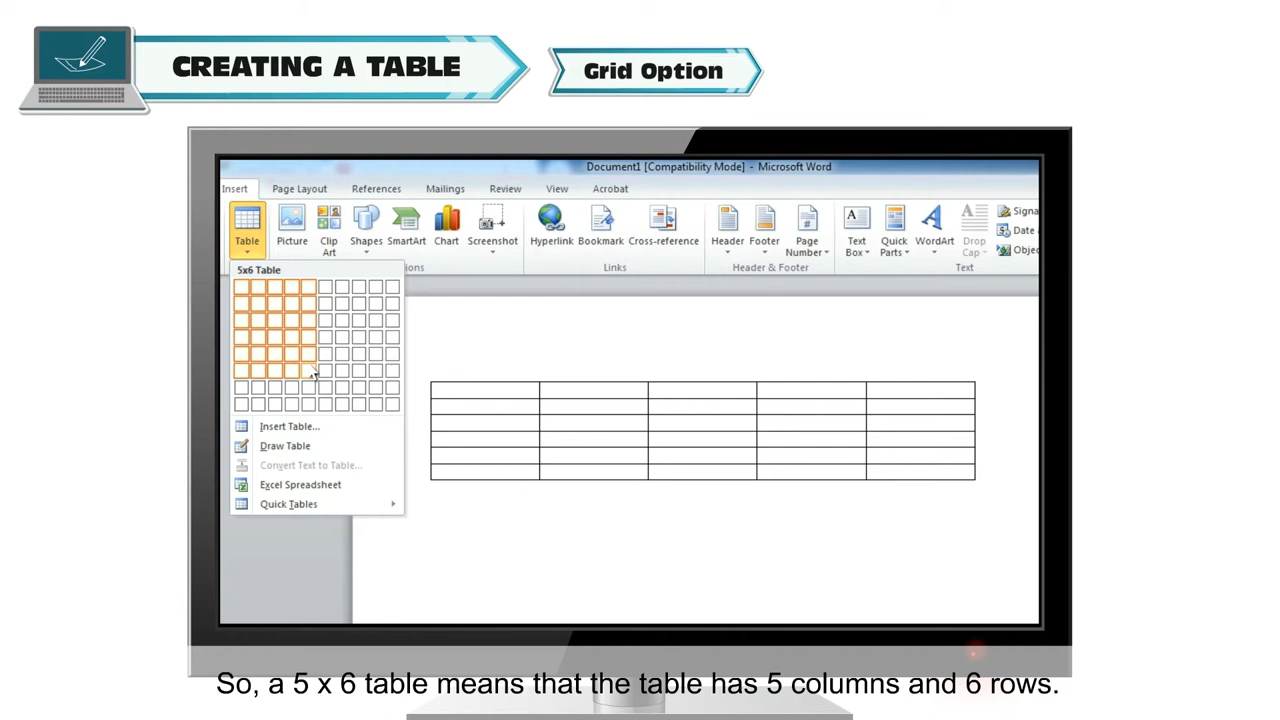 CREATING A TABLE
Grid Option
Document1 [Compatibility Mode] - Microsoft Word
Insert Page Layout References Mailings Review View Acrobat
Table Picture Clip Art Shapes SmartArt Chart Screenshot Hyperlink Bookmark Cross-reference Header Footer Page Number Text Box Quick Parts WordArt Drop Cap
Signa
Date
Objec
Links Header & Footer Text
5x6 Table
Insert Table...
Draw Table
Convert Text to Table...
Excel Spreadsheet
Quick Tables
So, a 5 x 6 table means that the table has 5 columns and 6 rows.